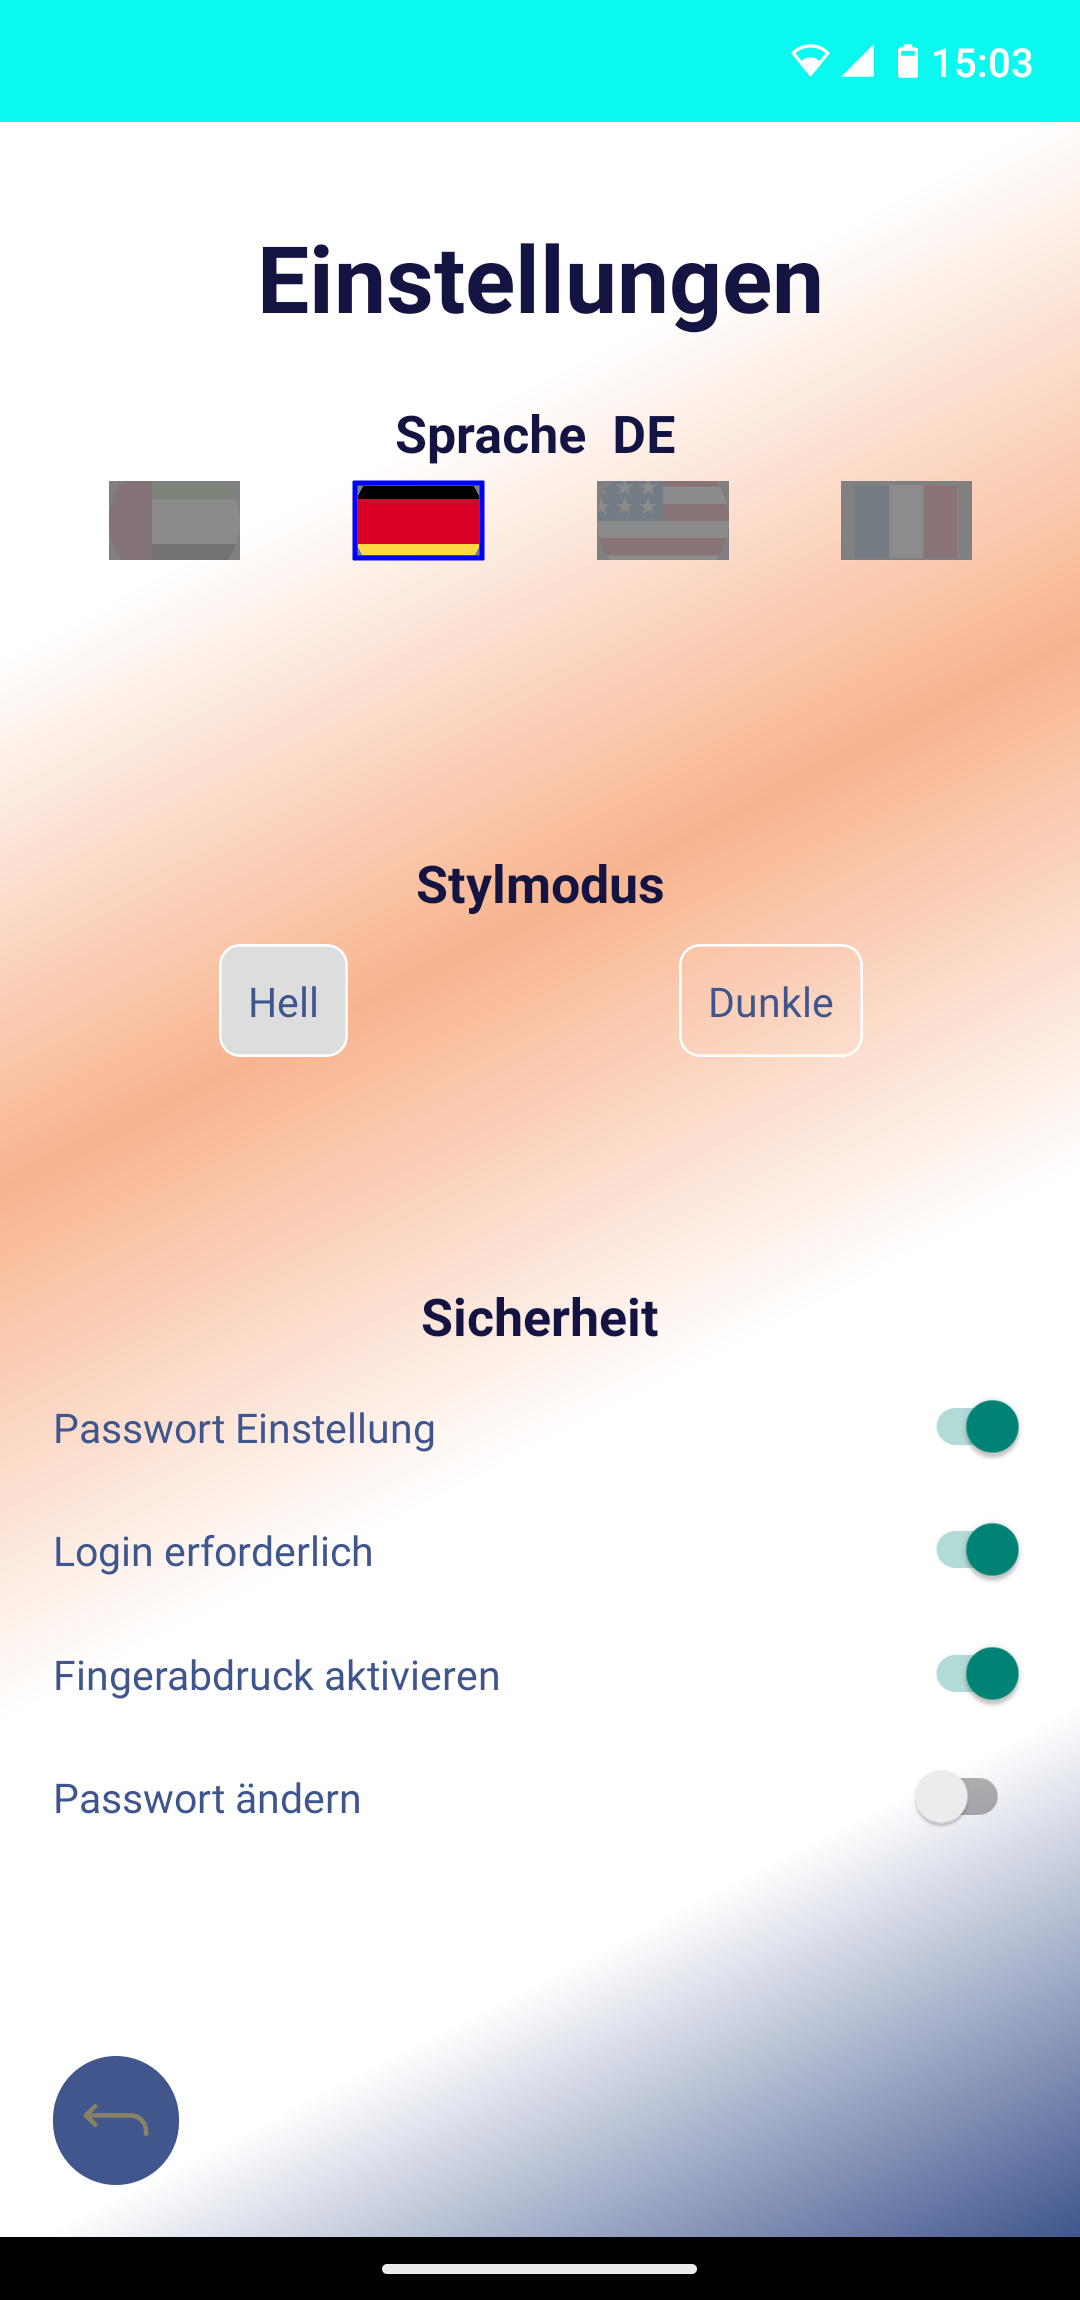 15:03
Einstellungen
Sprache DE
Stylmodus
Hell
Dunkle
Sicherheit
Passwort Einstellung
Login erforderlich
Fingerabdruck aktivieren
Passwort ändern